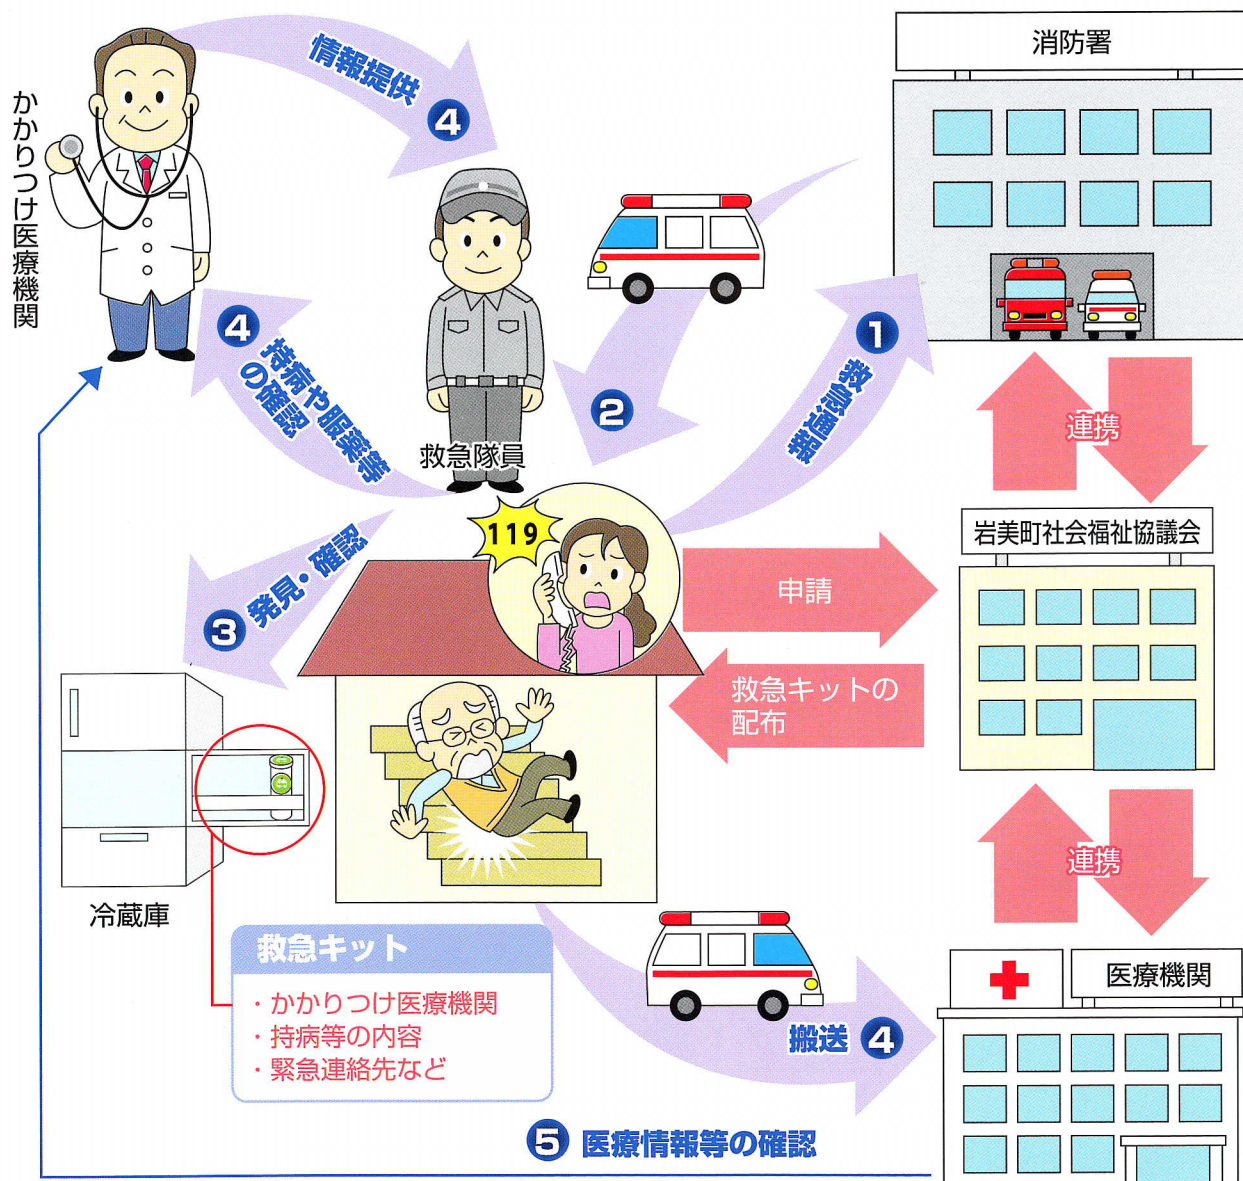 かかりつけ医療機関
情報提供
4
消防署
4
持病や服薬等
の確認
救急隊員
2
1
救急通報
連携
119
岩美町社会福祉協議会
3
発見・確認
申請
救急キットの
配布
冷蔵庫
連携
救急キット
・かかりつけ医療機関
・持病等の内容
・緊急連絡先など
搬送 4
医療機関
5 医療情報等の確認